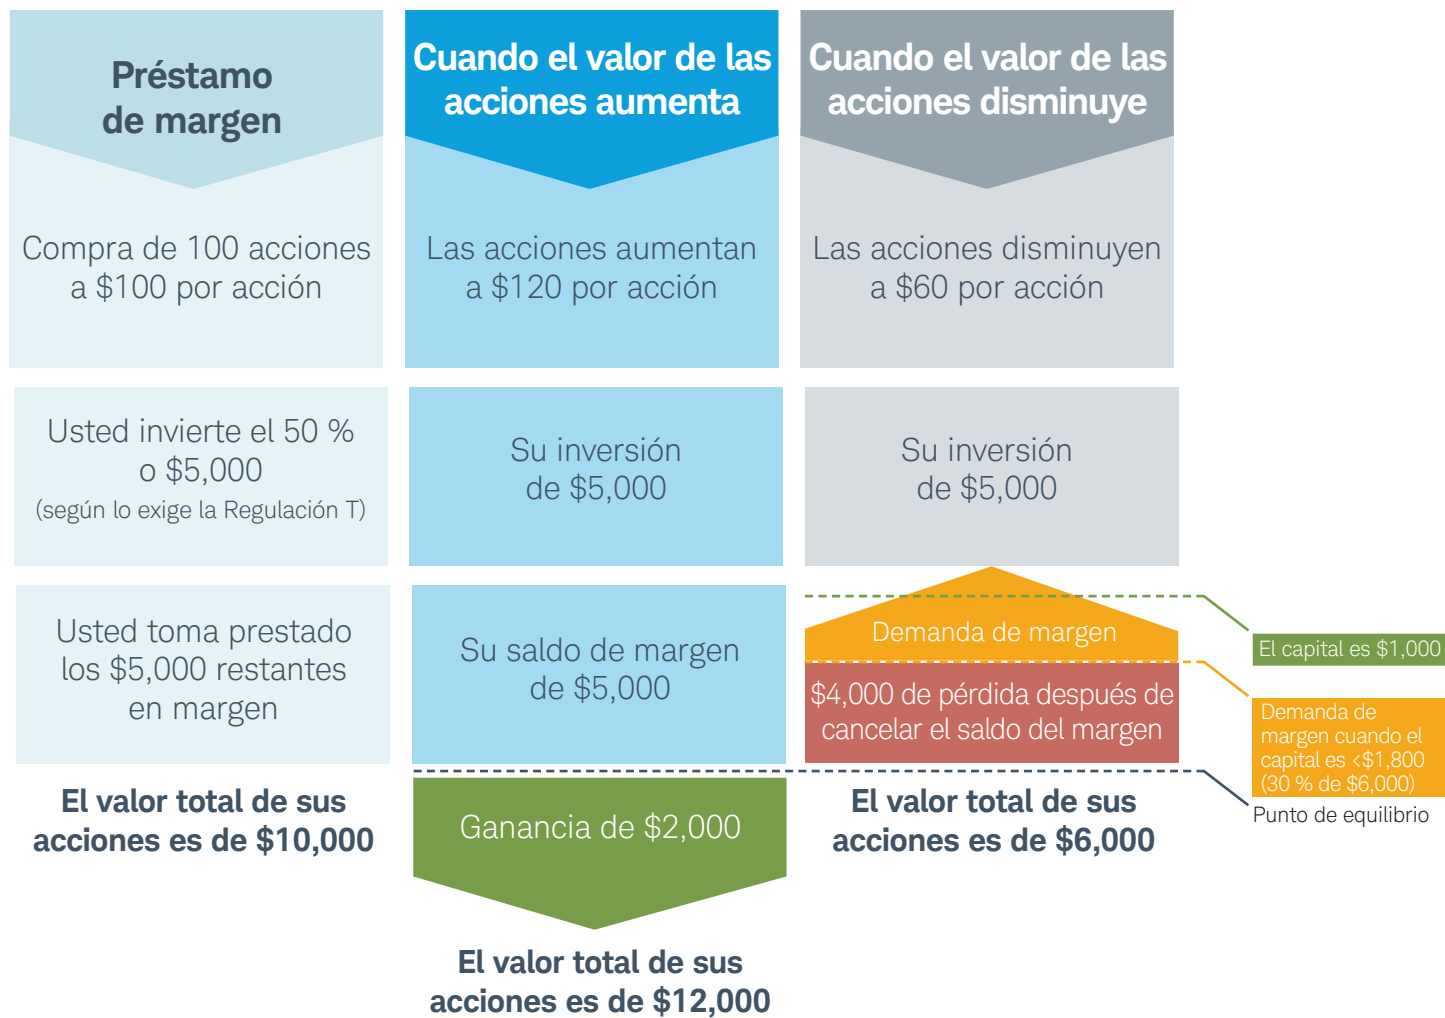 Préstamo
de margen
Compra de 100 acciones
a $100 por acción
Usted invierte el 50 %
o $5,000
(según lo exige la Regulación T)
Usted toma prestado
los $5,000 restantes
en margen
El valor total de sus
acciones es de $10,000
Cuando el valor de las
acciones aumenta
Las acciones aumentan
a $120 por acción
Su inversión
de $5,000
Su saldo de margen
de $5,000
Ganancia de $2,000
El valor total de sus
acciones es de $12,000
Cuando el valor de las
acciones disminuye
Las acciones disminuyen
a $60 por acción
Su inversión
de $5,000
Demanda de margen
$4,000 de pérdida después de
cancelar el saldo del margen
El valor total de sus
acciones es de $6,000
El capital es $1,000
Demanda de
margen cuando el
capital es <$1,800
(30 % de $6,000)
Punto de equilibrio